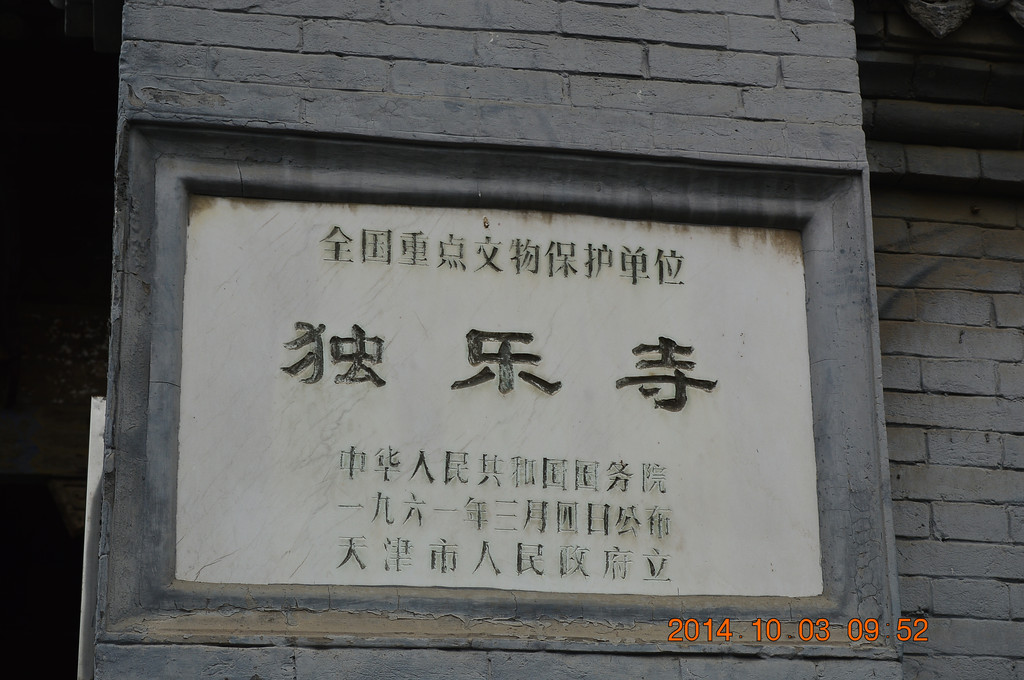 全国重点文物保护单位
独乐寺
中华人民共和国国务院
一九六一年三月四日公布
天津市人民政府立
2014 10 03 09 52